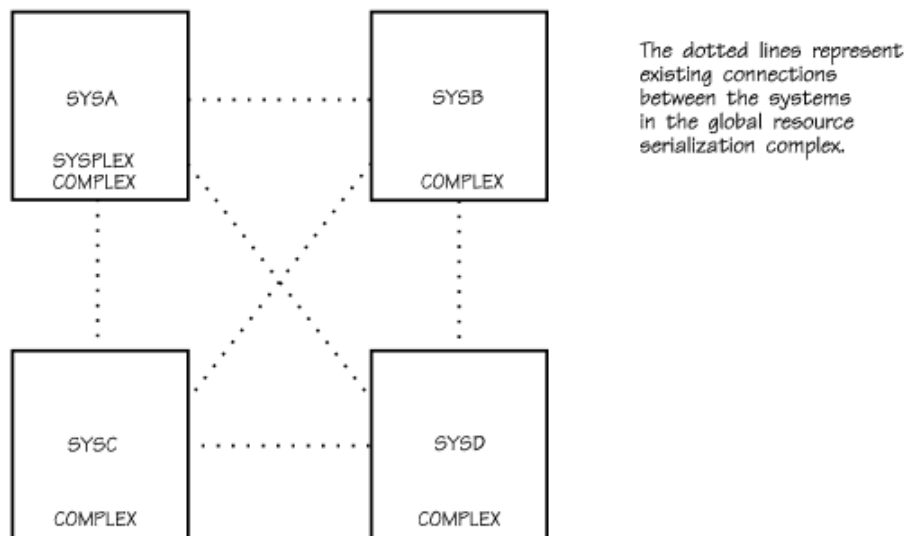 SYSA
SYSPLEX
COMPLEX
SYSB
COMPLEX
The dotted lines represent
existing connections
between the systems
in the global resource
serialization complex.
SYSC
COMPLEX
SYSD
COMPLEX